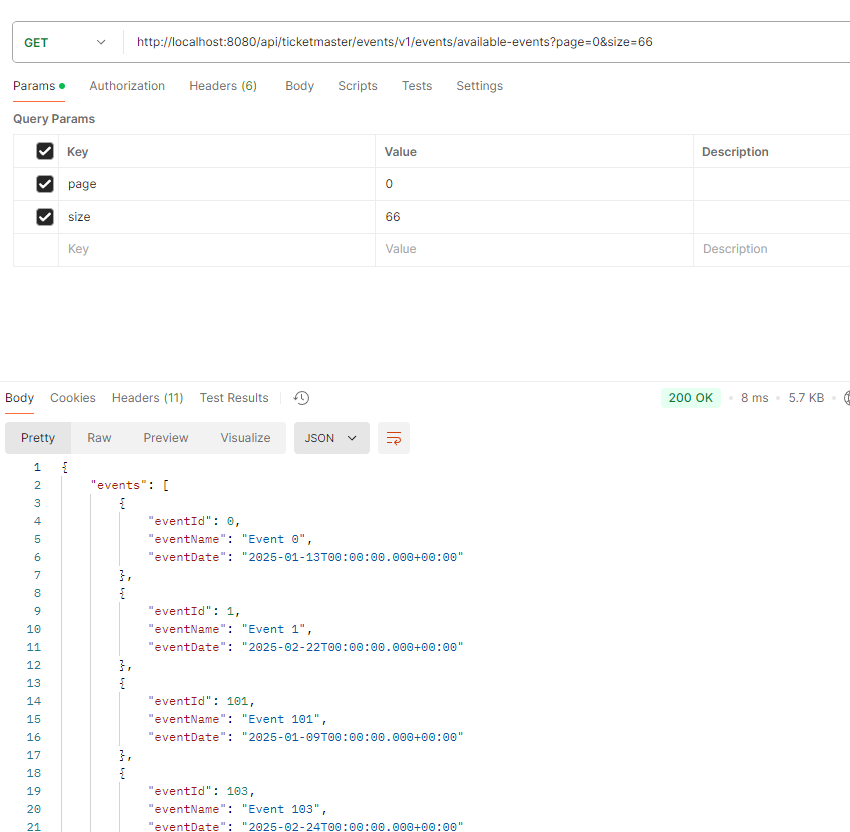 GET http://localhost:8080/api/ticketmaster/events/v1/events/available-events?page=0&size=66
Params Authorization Headers (6) Body Scripts Tests Settings
Query Params
Key Value Description
page 0
size 66
Key Value Description
Body Cookies Headers (11) Test Results 200 OK • 8 ms • 5.7 KB •
Pretty Raw Preview Visualize JSON
1 {
2 "events": [
3 {
4 "eventId": 0,
5 "eventName": "Event 0",
6 "eventDate": "2025-01-13T00:00:00.000+00:00"
7 },
8 {
9 "eventId": 1,
10 "eventName": "Event 1",
11 "eventDate": "2025-02-22T00:00:00.000+00:00"
12 },
13 {
14 "eventId": 101,
15 "eventName": "Event 101",
16 "eventDate": "2025-01-09T00:00:00.000+00:00"
17 },
18 {
19 "eventId": 103,
20 "eventName": "Event 103",
21 "eventDate": "2025-02-24T00:00:00.000+00:00"